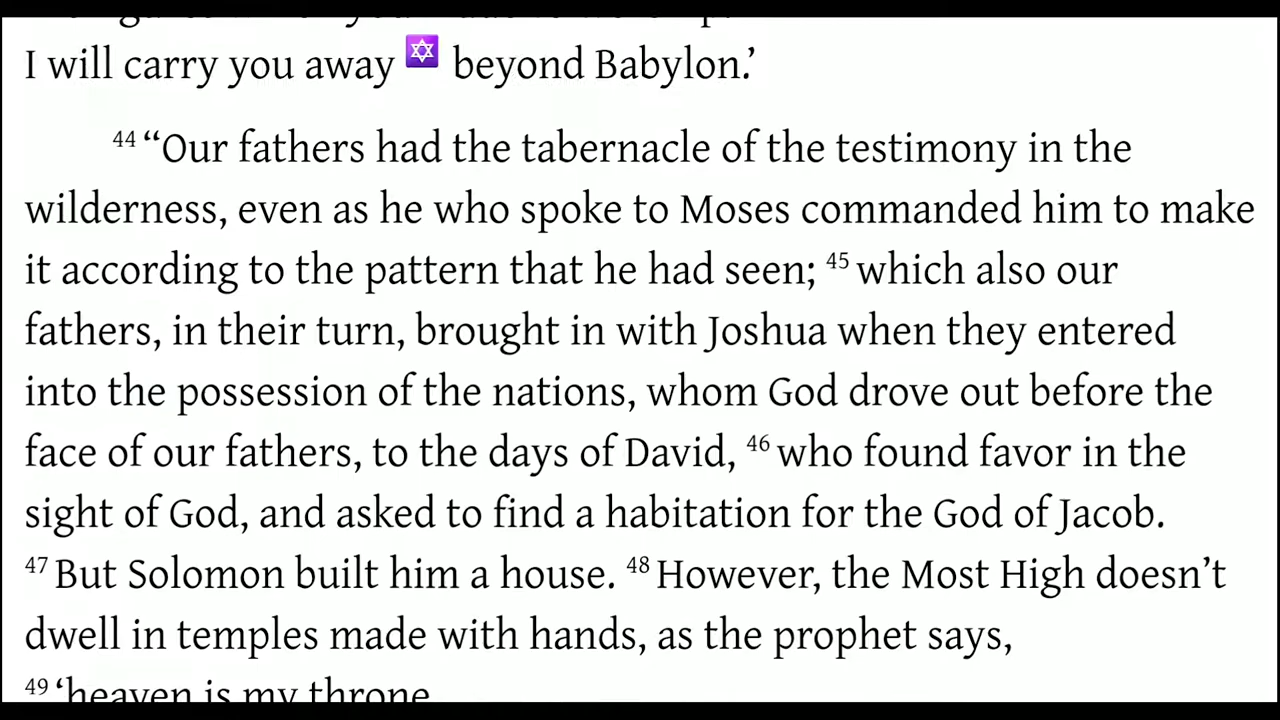 I will carry you away ✡ beyond Babylon.’
44 “Our fathers had the tabernacle of the testimony in the
wilderness, even as he who spoke to Moses commanded him to make
it according to the pattern that he had seen; 45 which also our
fathers, in their turn, brought in with Joshua when they entered
into the possession of the nations, whom God drove out before the
face of our fathers, to the days of David, 46 who found favor in the
sight of God, and asked to find a habitation for the God of Jacob.
47 But Solomon built him a house. 48 However, the Most High doesn’t
dwell in temples made with hands, as the prophet says,
49 ‘heaven is my throne